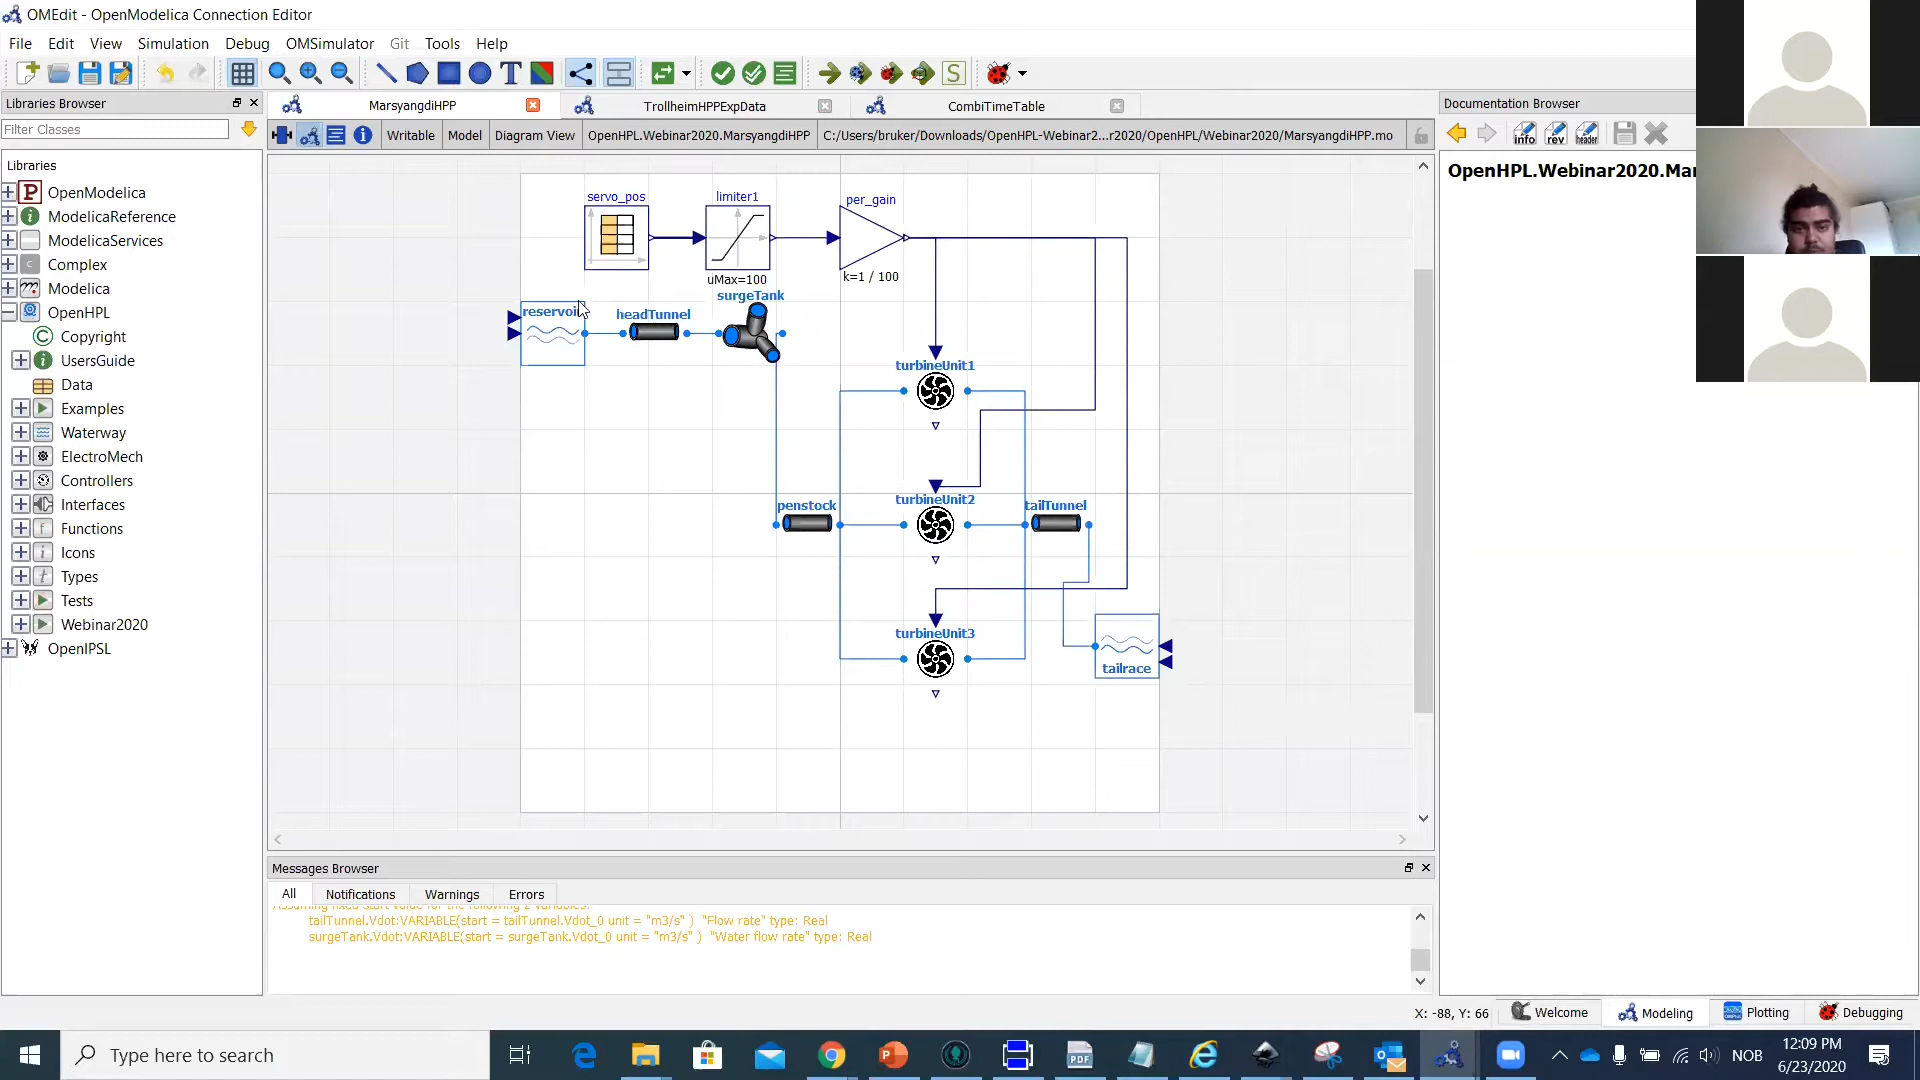 OMEdit - OpenModelica Connection Editor
File Edit View Simulation Debug OMSimulator Git Tools Help
Libraries Browser
Filter Classes
Libraries
OpenModelica
ModelicaReference
ModelicaServices
Complex
Modelica
OpenHPL
Copyright
UsersGuide
Data
Examples
Waterway
ElectroMech
Controllers
Interfaces
Functions
Icons
Types
Tests
Webinar2020
OpenIPSL
MarsyangdiHPP TrollheimHPPExpData CombiTimeTable
Writable Model Diagram View OpenHPL.Webinar2020.MarsyangdiHPP C:/Users/bruker/Downloads/OpenHPL-Webinar2...r2020/OpenHPL/Webinar2020/MarsyangdiHPP.mo
servo_pos
limiter1
uMax=100
per_gain
k=1 / 100
headTunnel
surgeTank
turbineUnit1
penstock
turbineUnit2
tailTunnel
turbineUnit3
tailrace
Documentation Browser
info rev header
OpenHPL.Webinar2020.Mar
Messages Browser
All Notifications Warnings Errors
tailTunnel.Vdot:VARIABLE(start = tailTunnel.Vdot_0 unit = "m3/s" ) "Flow rate" type: Real
surgeTank.Vdot:VARIABLE(start = surgeTank.Vdot_0 unit = "m3/s" ) "Water flow rate" type: Real
X: -88, Y: 66 Welcome Modeling Plotting Debugging
Type here to search
NOB
12:09 PM
6/23/2020